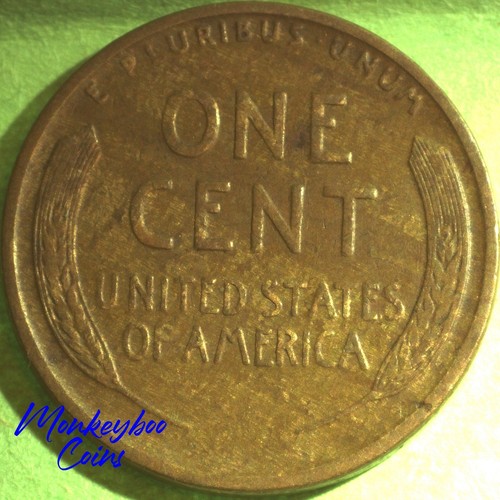 E PLURIBUS UNUM
ONE
CENT
UNITED STATES
OF AMERICA
Monkeyboo
Coins